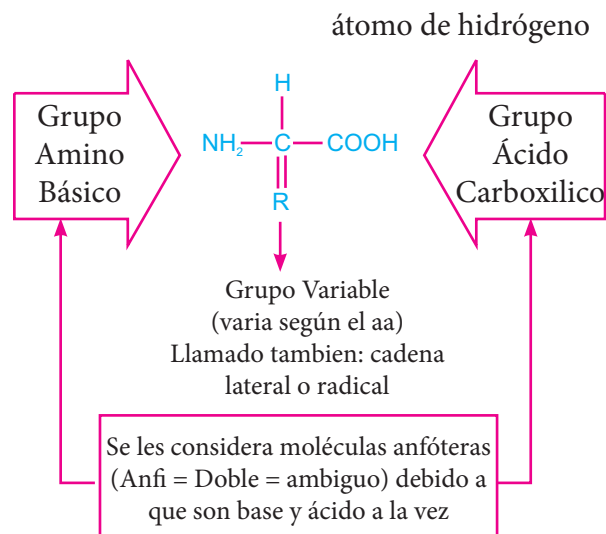 átomo de hidrógeno
Grupo
Amino
Básico
H
NH2 C COOH
R
Grupo
Ácido
Carboxilico
Grupo Variable
(varia según el aa)
Llamado tambien: cadena
lateral o radical
Se les considera moléculas anfóteras
(Anfi = Doble = ambiguo) debido a
que son base y ácido a la vez